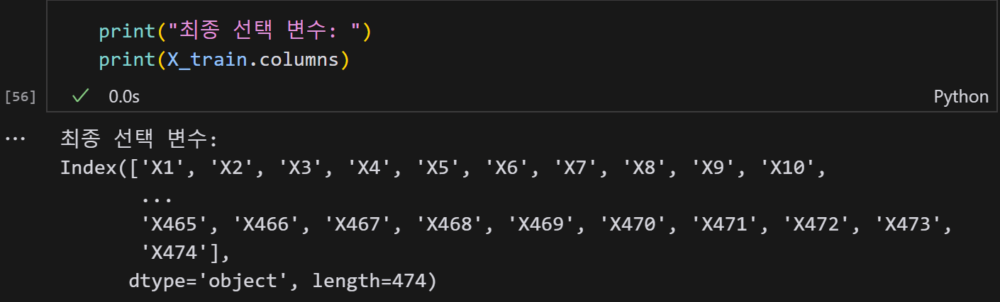 print("최종 선택 변수: ")
print(X_train.columns)
[56]
0.0s
Python
...
최종 선택 변수:
Index(['X1', 'X2', 'X3', 'X4', 'X5', 'X6', 'X7', 'X8', 'X9', 'X10',
...
'X465', 'X466', 'X467', 'X468', 'X469', 'X470', 'X471', 'X472', 'X473',
'X474'],
dtype='object', length=474)